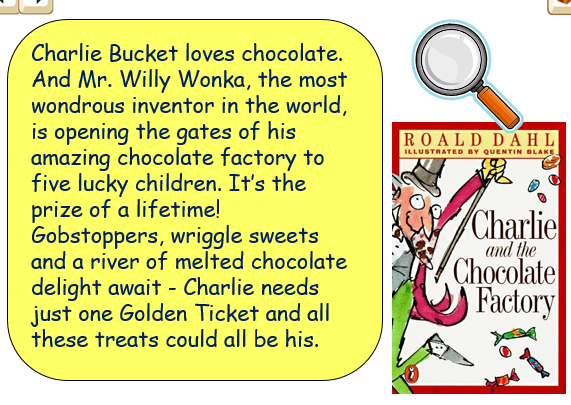 Charlie Bucket loves chocolate.
And Mr. Willy Wonka, the most
wondrous inventor in the world,
is opening the gates of his
amazing chocolate factory to
five lucky children. It's the
prize of a lifetime!
Gobstoppers, wriggle sweets
and a river of melted chocolate
delight await - Charlie needs
just one Golden Ticket and all
these treats could all be his.
ROALD DAHL
ILLUSTRATED BY QUENTIN BLAKE
Charlie
and the
Chocolate
Factory